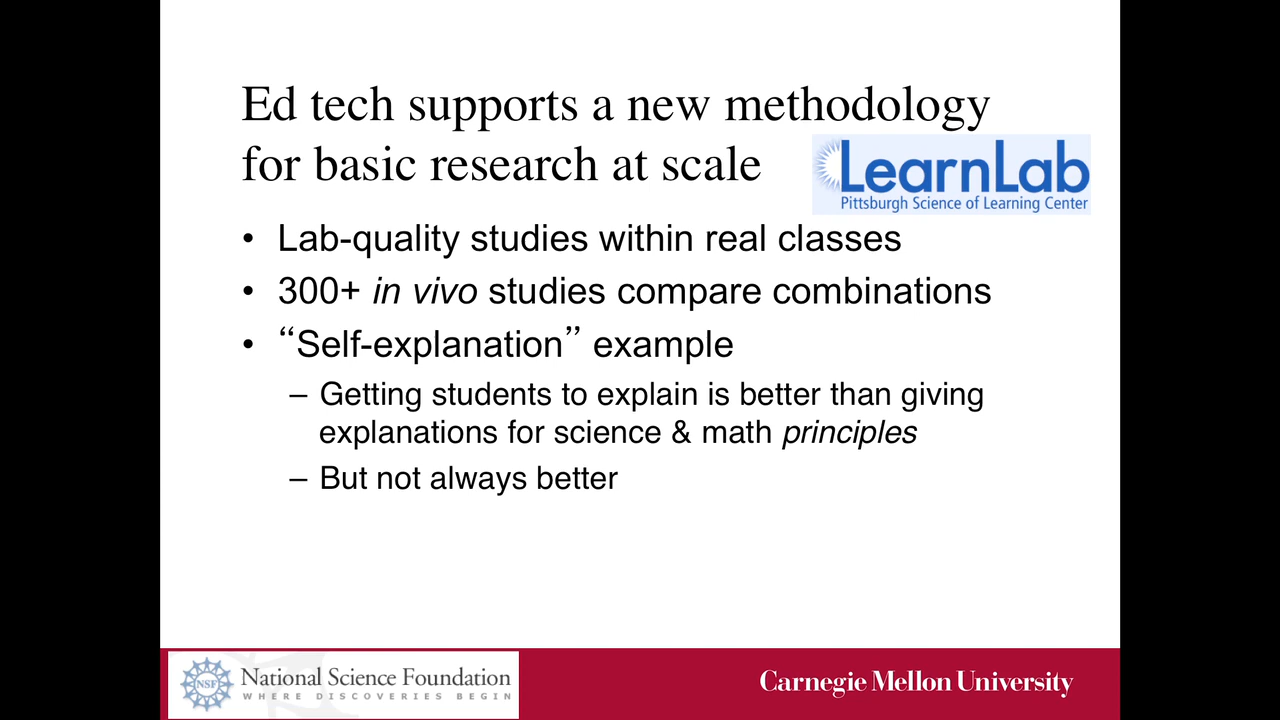 Ed tech supports a new methodology
for basic research at scale
LearnLab
Pittsburgh Science of Learning Center
• Lab-quality studies within real classes
• 300+ in vivo studies compare combinations
• “Self-explanation” example
– Getting students to explain is better than giving
explanations for science & math principles
– But not always better
NSF
National Science Foundation
WHERE DISCOVERIES BEGIN
Carnegie Mellon University